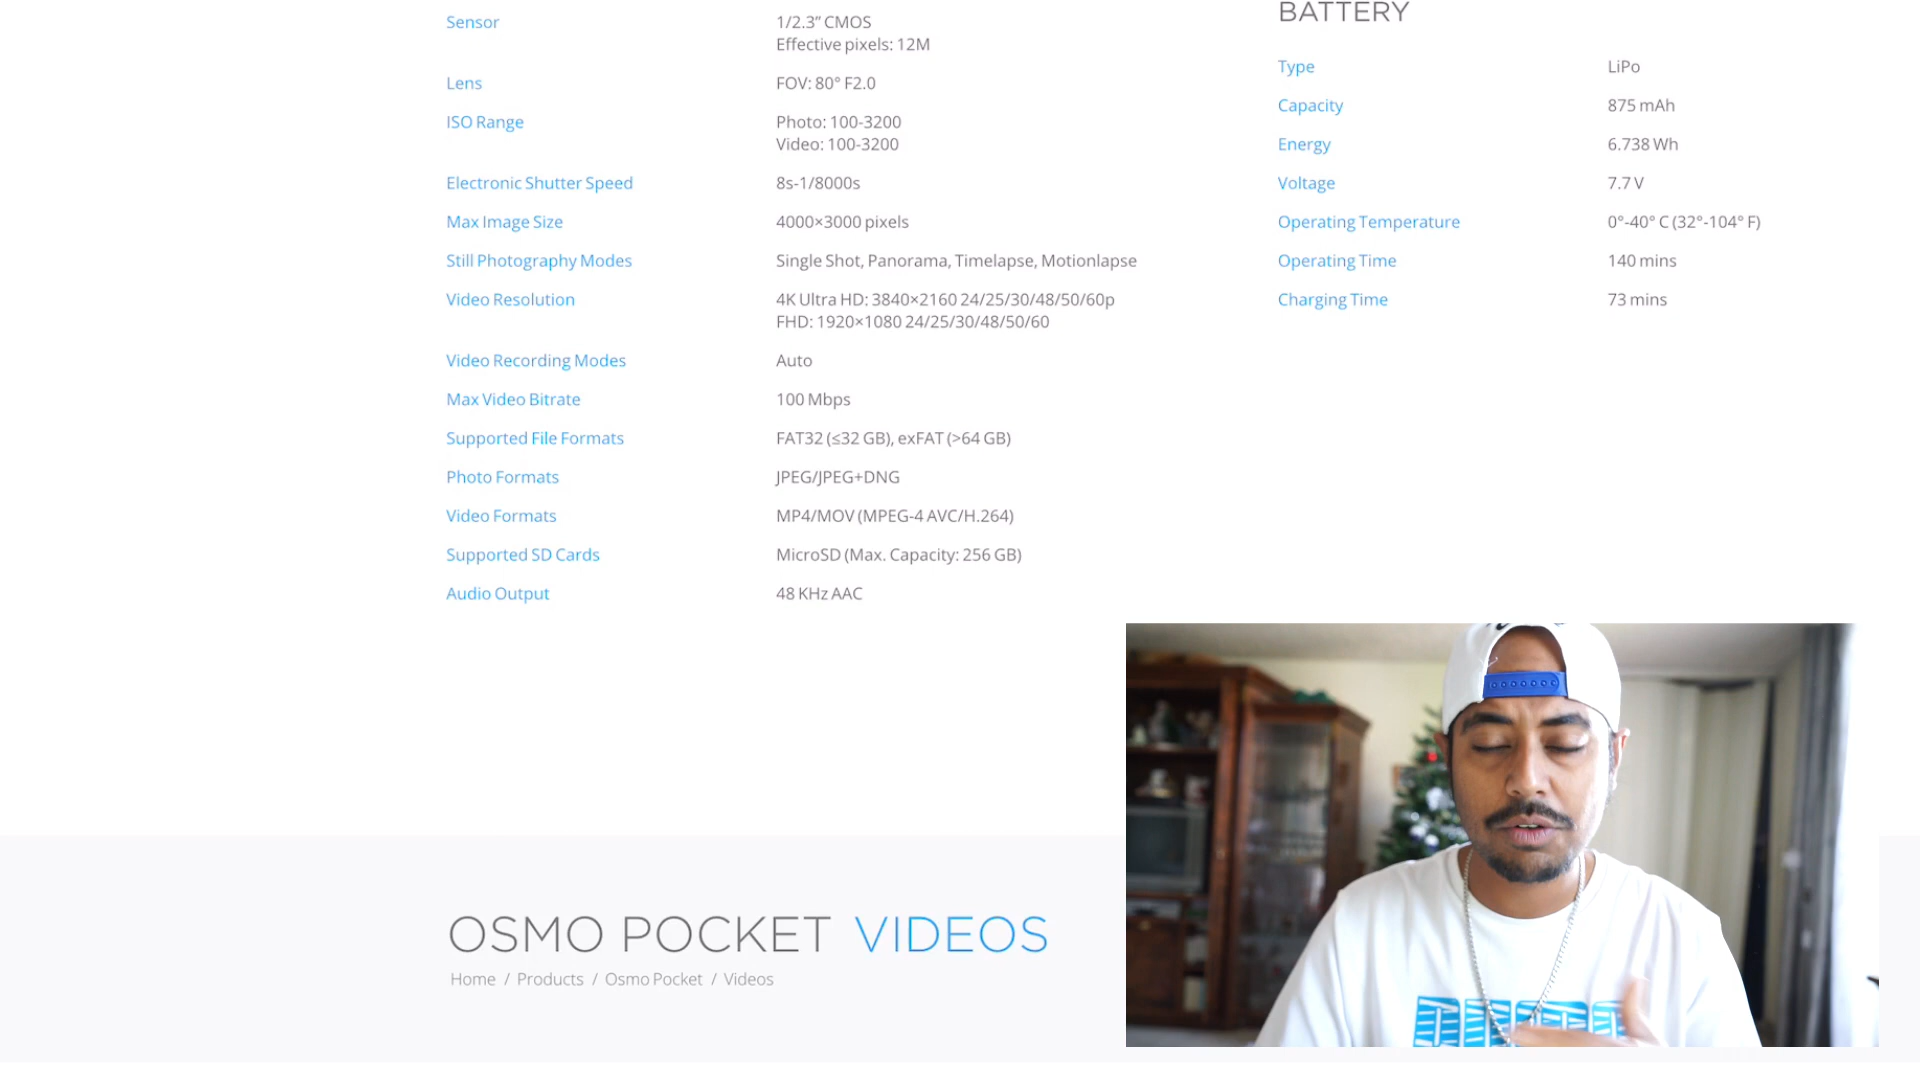 Sensor 1/2.3” CMOS
Effective pixels: 12M
Lens FOV: 80° F2.0
ISO Range Photo: 100-3200
Video: 100-3200
Electronic Shutter Speed 8s-1/8000s
Max Image Size 4000×3000 pixels
Still Photography Modes Single Shot, Panorama, Timelapse, Motionlapse
Video Resolution 4K Ultra HD: 3840×2160 24/25/30/48/50/60p
FHD: 1920×1080 24/25/30/48/50/60
Video Recording Modes Auto
Max Video Bitrate 100 Mbps
Supported File Formats FAT32 (≤32 GB), exFAT (>64 GB)
Photo Formats JPEG/JPEG+DNG
Video Formats MP4/MOV (MPEG-4 AVC/H.264)
Supported SD Cards MicroSD (Max. Capacity: 256 GB)
Audio Output 48 KHz AAC
BATTERY
Type LiPo
Capacity 875 mAh
Energy 6.738 Wh
Voltage 7.7 V
Operating Temperature 0°-40° C (32°-104° F)
Operating Time 140 mins
Charging Time 73 mins
OSMO POCKET VIDEOS
Home / Products / Osmo Pocket / Videos